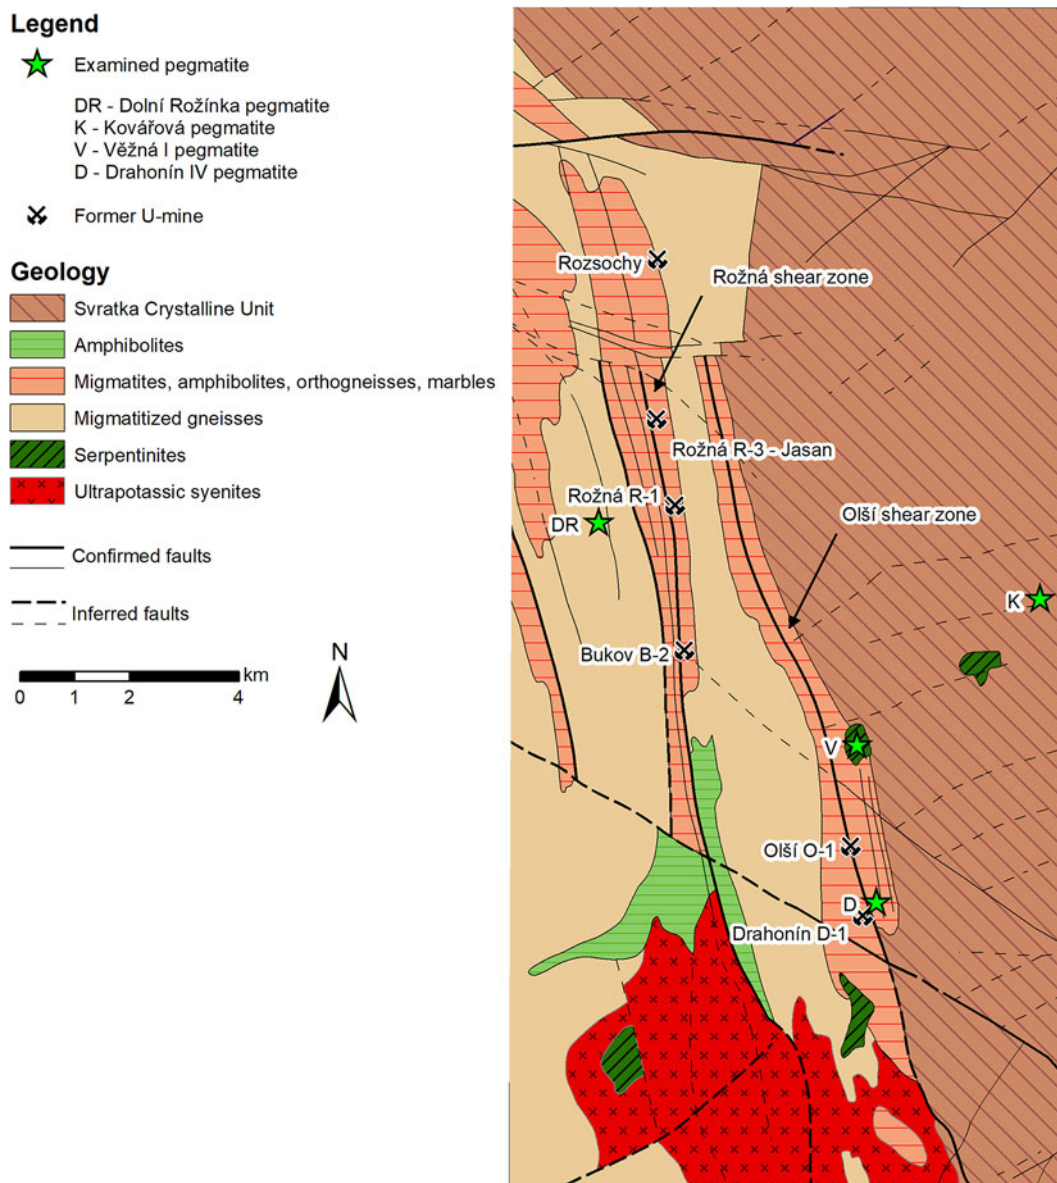 Legend
Examined pegmatite
DR - Dolní Rožínka pegmatite
K - Kovářová pegmatite
V - Věžná I pegmatite
D - Drahonín IV pegmatite
Former U-mine
Geology
Svratka Crystalline Unit
Amphibolites
Migmatites, amphibolites, orthogneisses, marbles
Migmatitized gneisses
Serpentinites
Ultrapotassic syenites
Confirmed faults
Inferred faults
km
0 1 2 4
N
Rozsochy
Rožná shear zone
Rožná R-3 - Jasan
Rožná R-1
DR
Olší shear zone
K
Bukov B-2
V
Olší O-1
D
Drahonín D-1